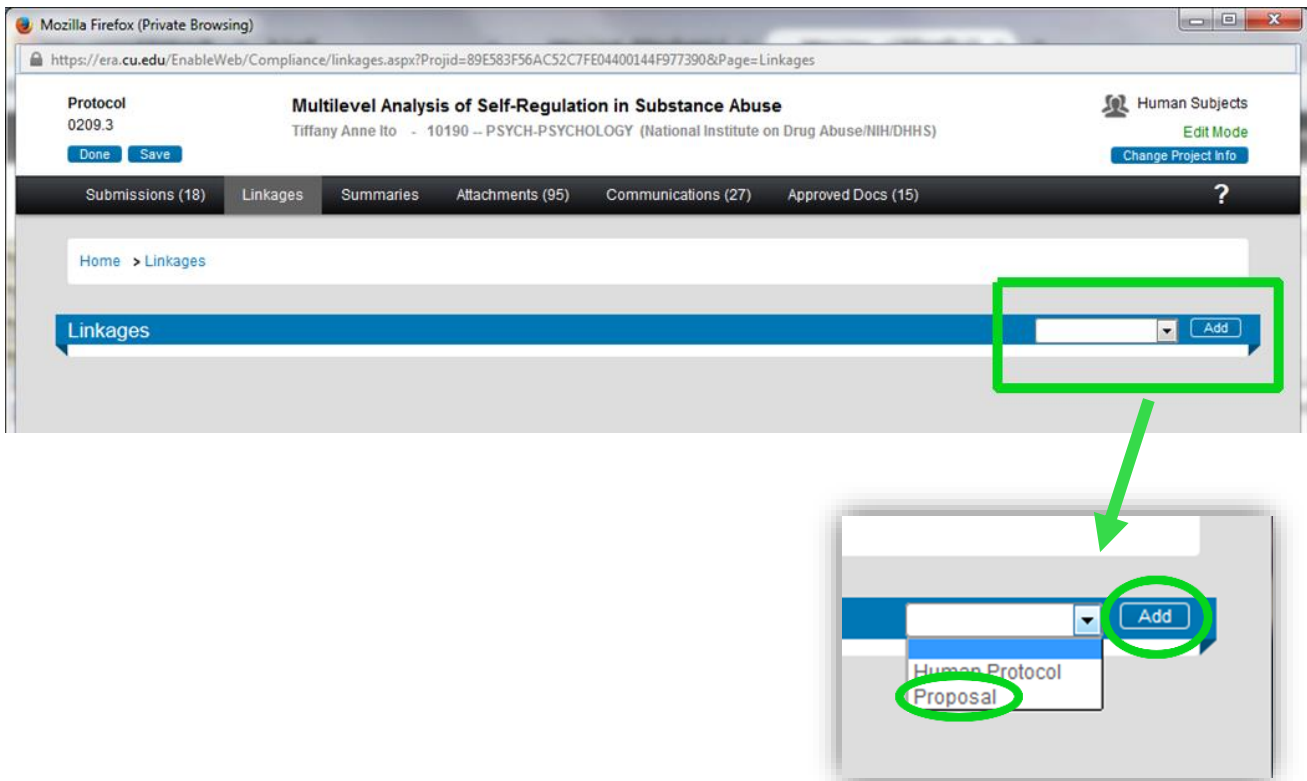 Mozilla Firefox (Private Browsing)
https://era.cu.edu/EnableWeb/Compliance/linkages.aspx?Projid=89E583F56AC52C7FE04400144F977390&Page=Linkages
Protocol
0209.3
Done Save
Multilevel Analysis of Self-Regulation in Substance Abuse
Tiffany Anne Ito - 10190 -- PSYCH-PSYCHOLOGY (National Institute on Drug Abuse/NIH/DHHS)
Human Subjects
Edit Mode
Change Project Info
Submissions (18) Linkages Summaries Attachments (95) Communications (27) Approved Docs (15) ?
Home > Linkages
Linkages Add
Add
Human Protocol
Proposal